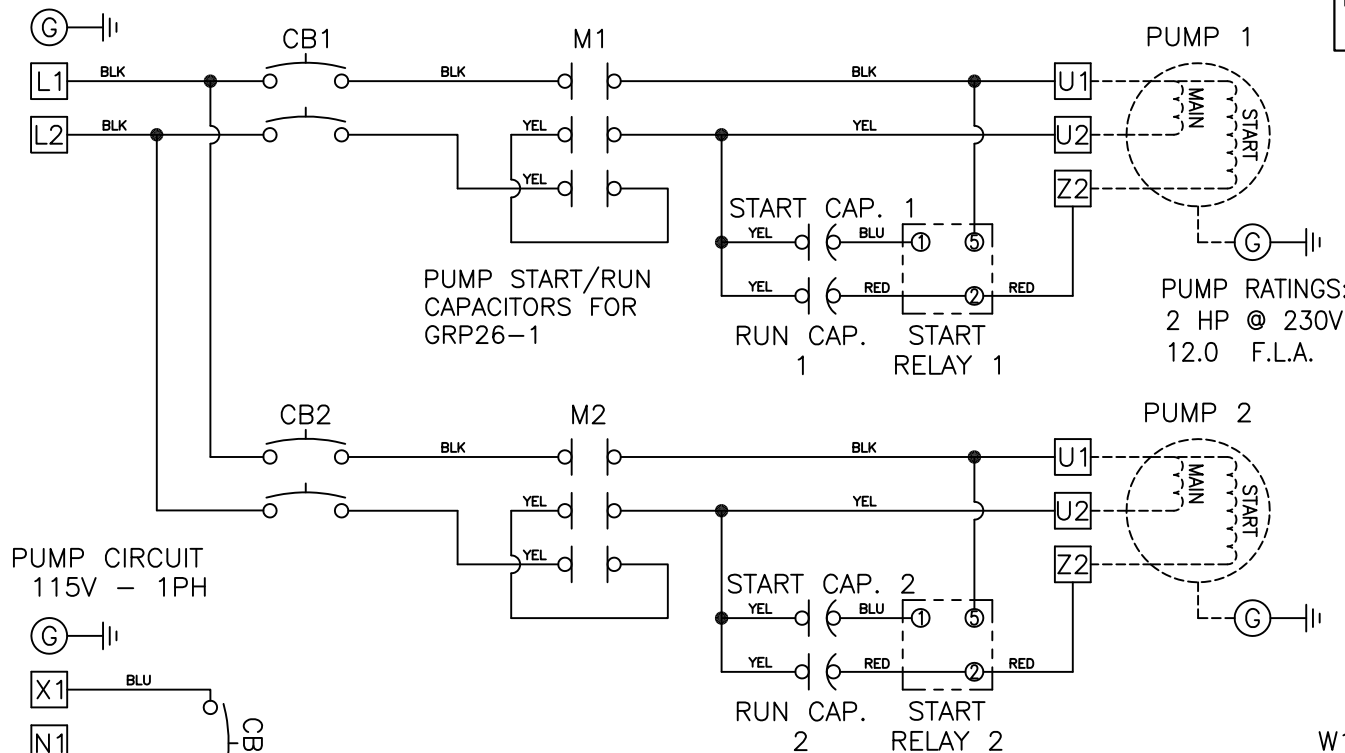 G
CB1
M1
PUMP 1
L1
BLK
BLK
BLK
U1
MAIN
START
L2
BLK
YEL
YEL
U2
YEL
Z2
START CAP. 1
YEL
BLU
1
5
G
PUMP START/RUN
CAPACITORS FOR
GRP26-1
YEL
RED
2
RED
PUMP RATINGS:
2 HP @ 230V
12.0 F.L.A.
RUN CAP.
1
START
RELAY 1
CB2
M2
PUMP 2
BLK
BLK
U1
MAIN
START
YEL
YEL
U2
YEL
Z2
PUMP CIRCUIT
115V - 1PH
START CAP. 2
YEL
BLU
1
5
G
G
YEL
RED
2
RED
X1
BLU
RUN CAP.
2
START
RELAY 2
N1
CB
W1